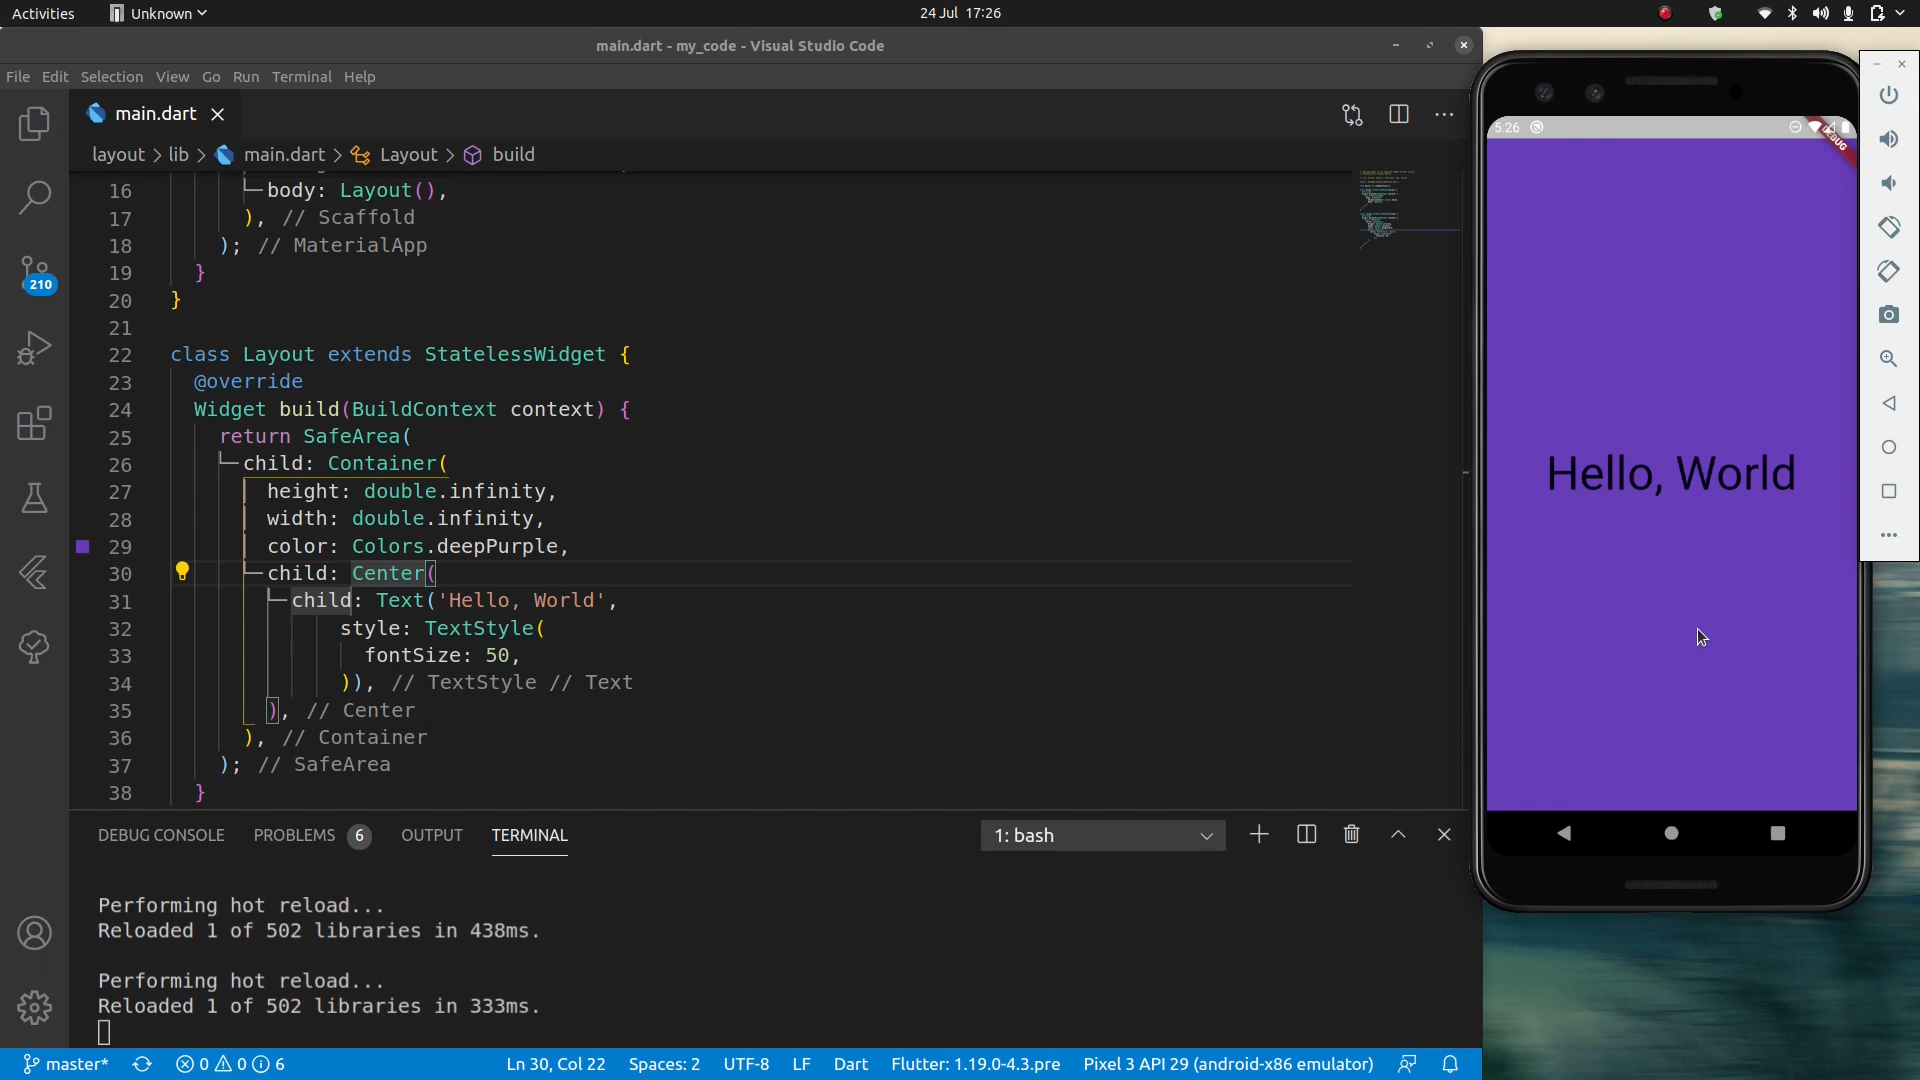 Activities
Unknown
24 Jul 17:26
main.dart - my_code - Visual Studio Code
File Edit Selection View Go Run Terminal Help
main.dart
layout > lib > main.dart > Layout > build
16 body: Layout(),
17 ), // Scaffold
18 ); // MaterialApp
19 }
20 }
21
22 class Layout extends StatelessWidget {
23 @override
24 Widget build(BuildContext context) {
25 return SafeArea(
26 child: Container(
27 height: double.infinity,
28 width: double.infinity,
29 color: Colors.deepPurple,
30 child: Center(
31 child: Text('Hello, World',
32 style: TextStyle(
33 fontSize: 50,
34 )), // TextStyle // Text
35 ), // Center
36 ), // Container
37 ); // SafeArea
38 }
210
DEBUG CONSOLE PROBLEMS 6 OUTPUT TERMINAL
1: bash
Performing hot reload...
Reloaded 1 of 502 libraries in 438ms.
Performing hot reload...
Reloaded 1 of 502 libraries in 333ms.
master* 0 0 6 Ln 30, Col 22 Spaces: 2 UTF-8 LF Dart Flutter: 1.19.0-4.3.pre Pixel 3 API 29 (android-x86 emulator)
5:26
DEBUG
Hello, World